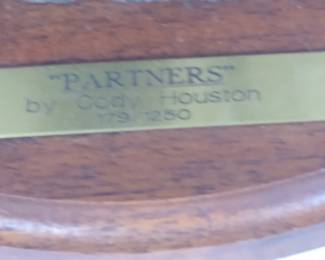 "PARTNERS"
by Cody Houston
179/1250